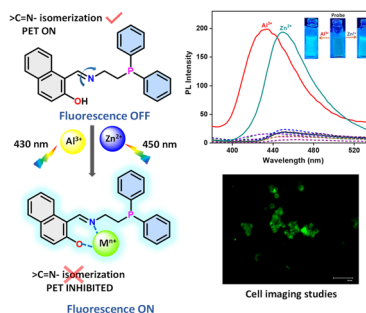 >C=N- isomerization
PET ON
N
P
OH
Fluorescence OFF
430 nm
Al3+
Zn2+
450 nm
N
P
O
Mn+
>C=N- isomerization
PET INHIBITED
Fluorescence ON
PL Intensity
200
150
100
50
0
400
440
480
520
Wavelength (nm)
Al3+
Zn2+
Probe
Al3+
Zn2+
Cell imaging studies